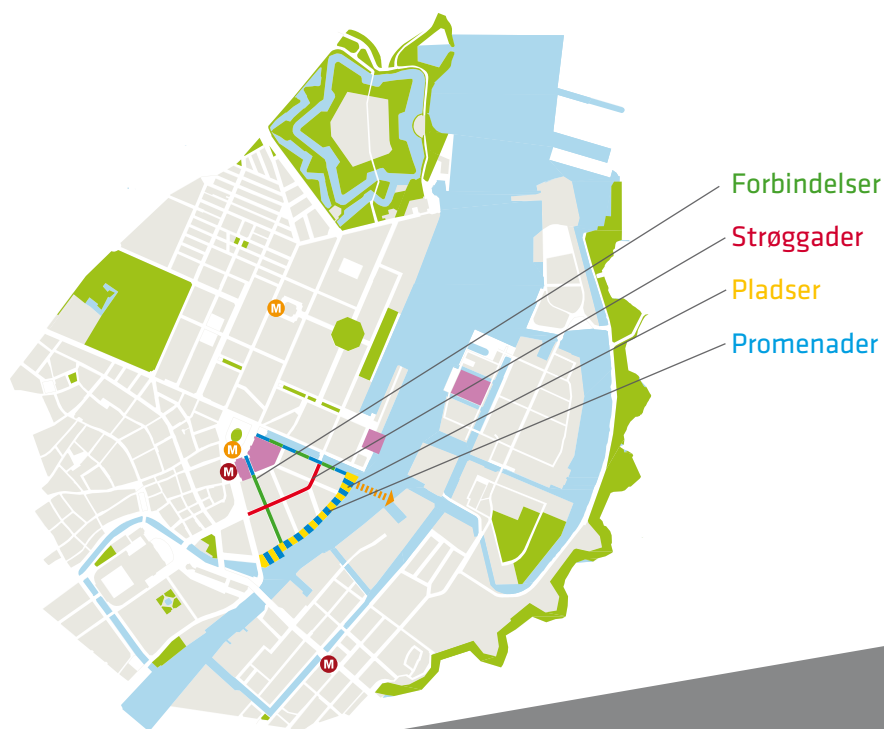 Forbindelser
Strøggader
Pladser
Promenader
M
M
M
M